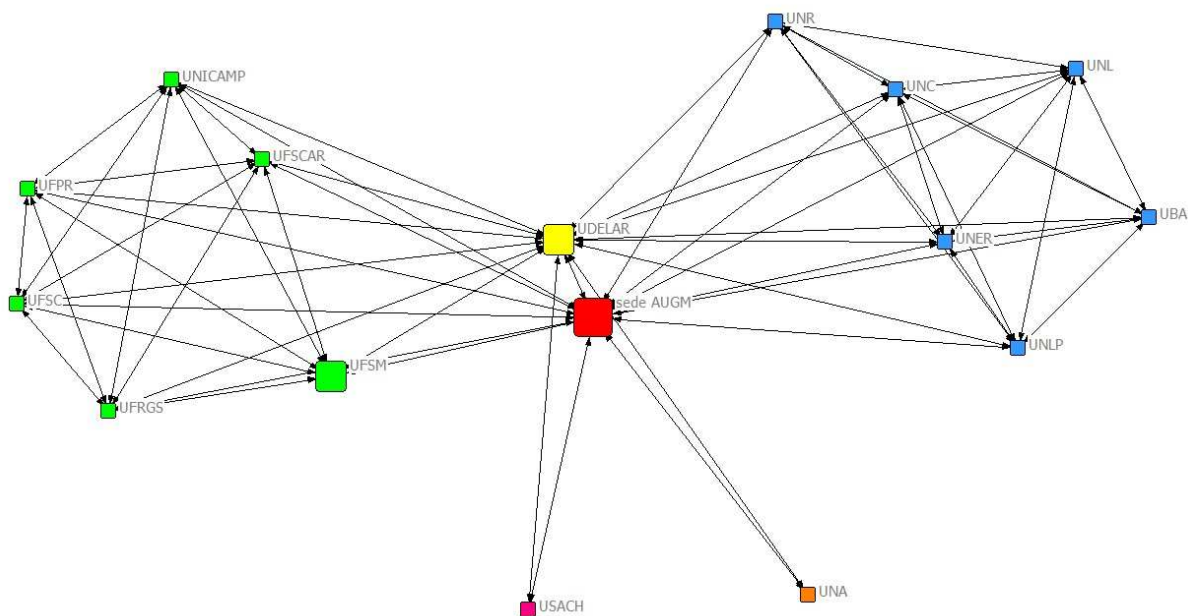 UNR
UNL
UNICAMP
UNC
UFSCAR
UFPR
UBA
UDELAR
UNER
UFSC
sede AUGM
UNLP
UFSM
UFRGS
UNA
USACH